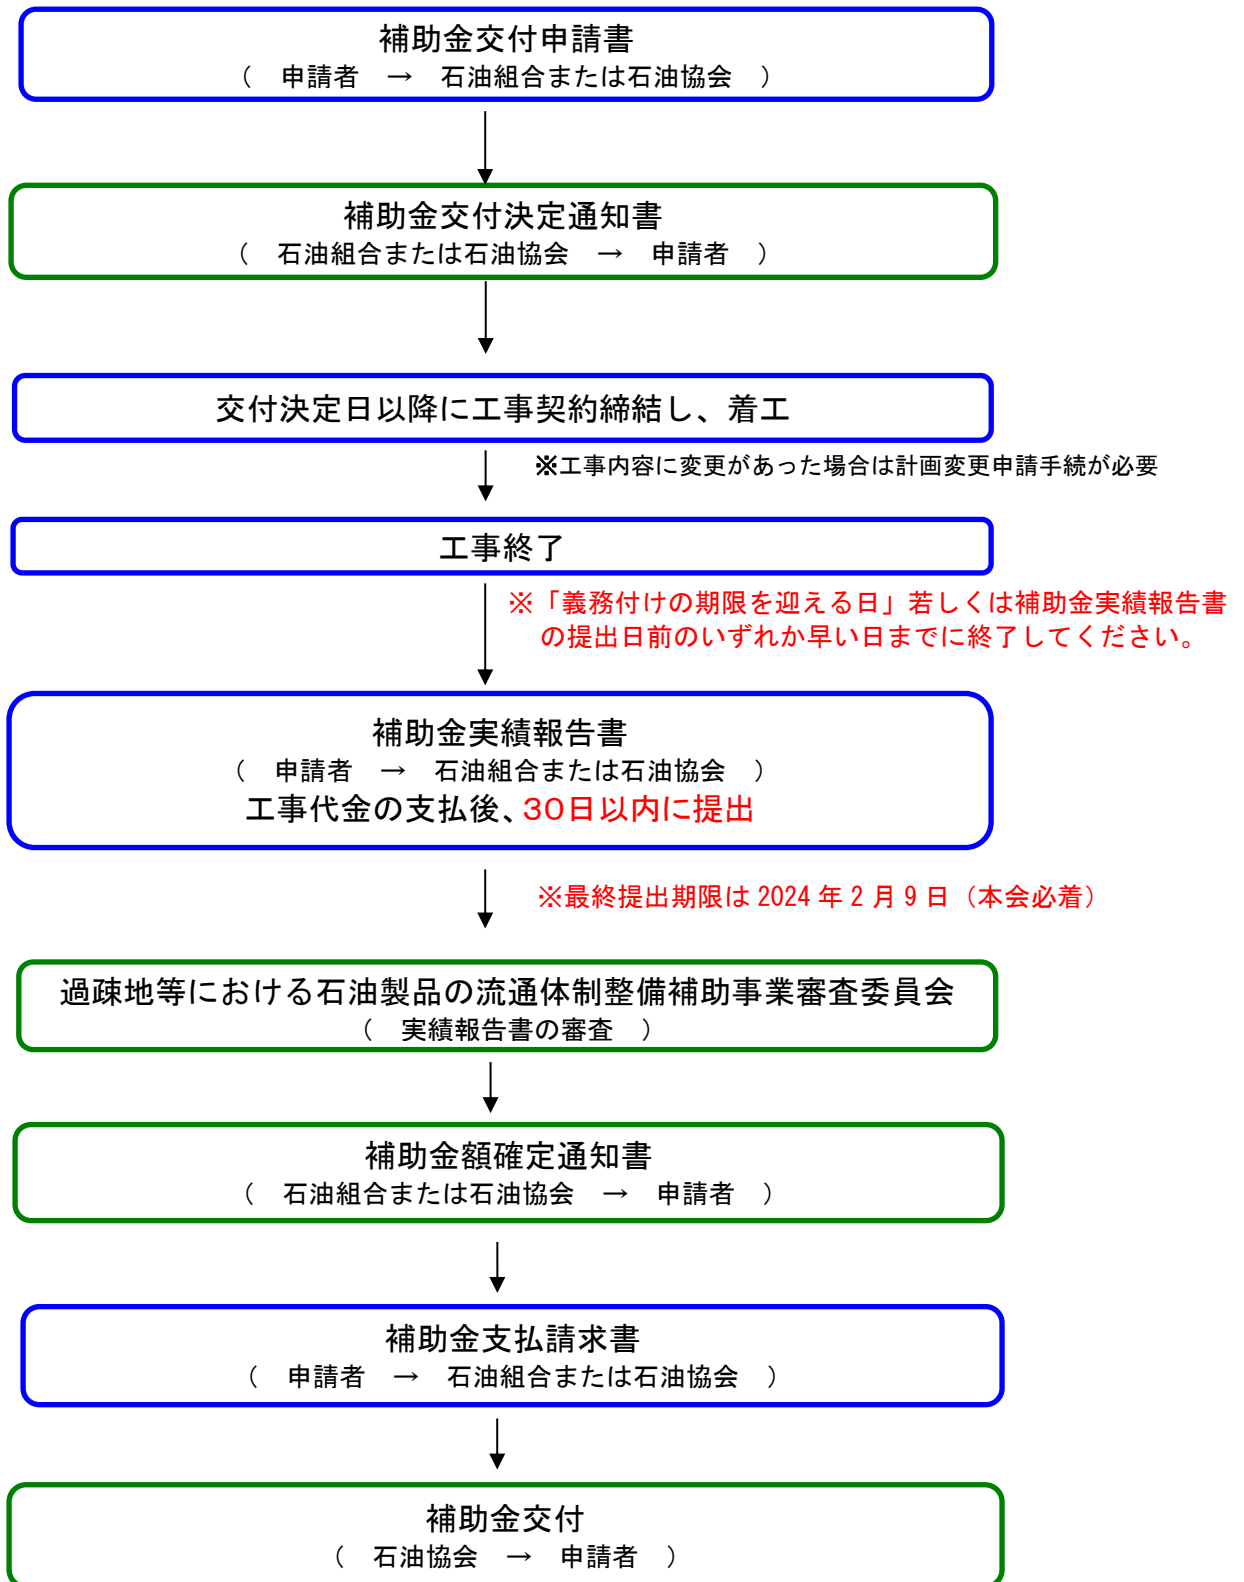 補助金交付申請書
（　申請者　→　石油組合または石油協会　）
補助金交付決定通知書
（　石油組合または石油協会　→　申請者　）
交付決定日以降に工事契約締結し、着工
※工事内容に変更があった場合は計画変更申請手続が必要
工事終了
※「義務付けの期限を迎える日」若しくは補助金実績報告書
の提出日前のいずれか早い日までに終了してください。
補助金実績報告書
（　申請者　→　石油組合または石油協会　）
工事代金の支払後、30日以内に提出
※最終提出期限は 2024 年 2 月 9 日（本会必着）
過疎地等における石油製品の流通体制整備補助事業審査委員会
（　実績報告書の審査　）
補助金額確定通知書
（　石油組合または石油協会　→　申請者　）
補助金支払請求書
（　申請者　→　石油組合または石油協会　）
補助金交付
（　石油協会　→　申請者　）